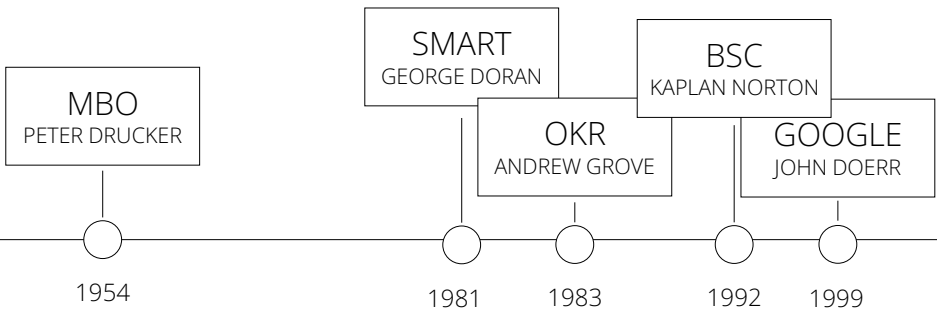 MBO
PETER DRUCKER
SMART
GEORGE DORAN
OKR
ANDREW GROVE
BSC
KAPLAN NORTON
GOOGLE
JOHN DOERR
1954
1981
1983
1992
1999